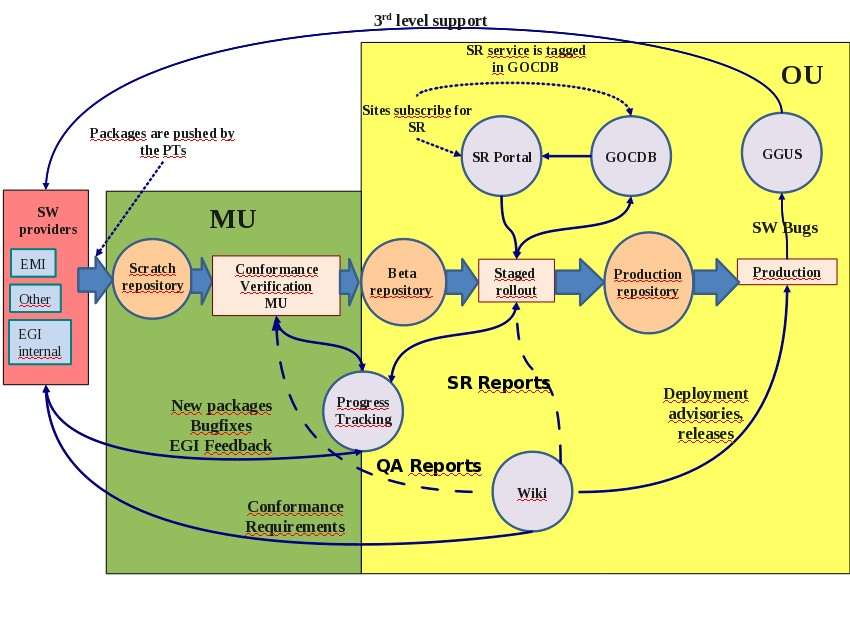 3rd level support
SR service is tagged
in GOCDB
OU
Sites subscribe for
SR
Packages are pushed by
the PTs
SR Portal
GOCDB
GGUS
SW
providers
MU
SW Bugs
EMI
Other
EGI
internal
Scratch
repository
Conformance
Verification
MU
Beta
repository
Staged
rollout
Production
repository
Production
SR Reports
Progress
Tracking
New packages
Bugfixes
EGI Feedback
Deployment
advisories,
releases
QA Reports
Wiki
Conformance
Requirements